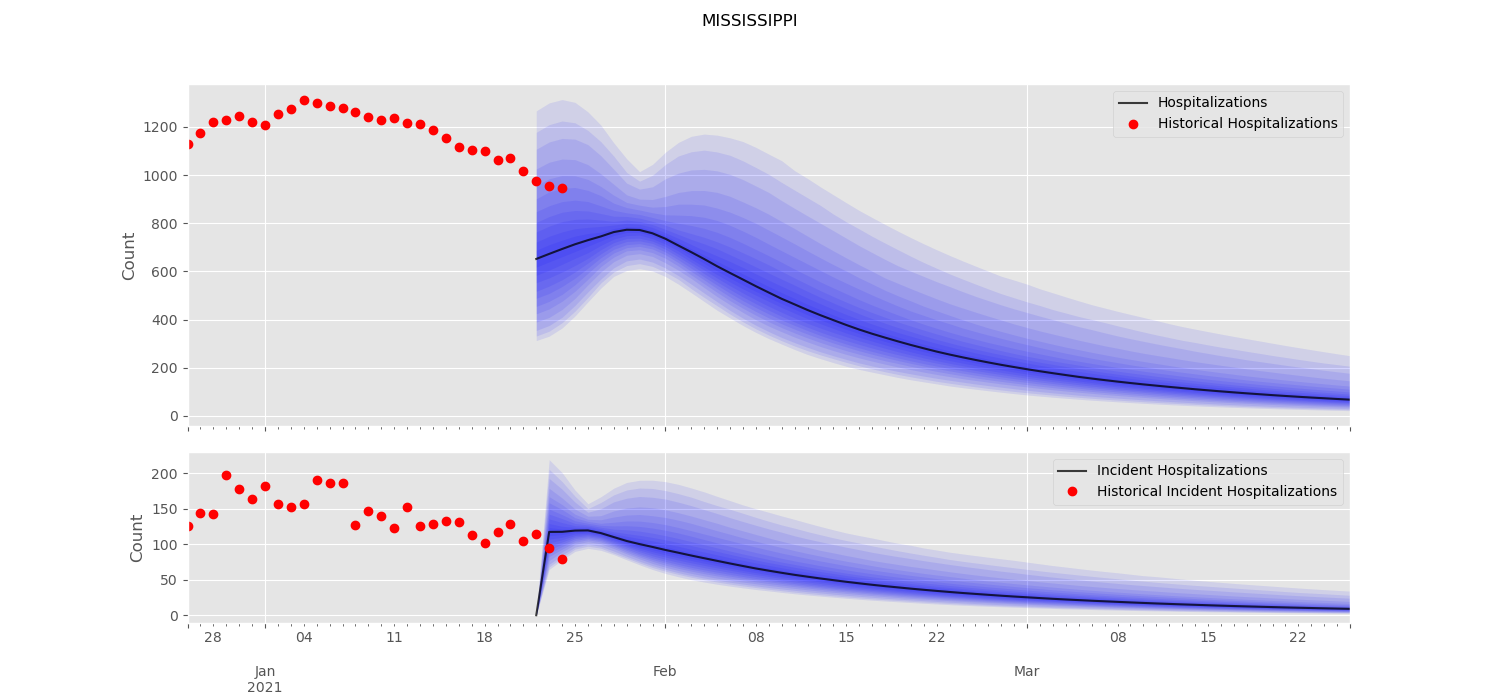 MISSISSIPPI
Hospitalizations
Historical Hospitalizations
Count
1200
1000
800
600
400
200
0
Incident Hospitalizations
Historical Incident Hospitalizations
Count
200
150
100
50
0
28 04 11 18 25 08 15 22 08 15 22
Jan Feb Mar
2021